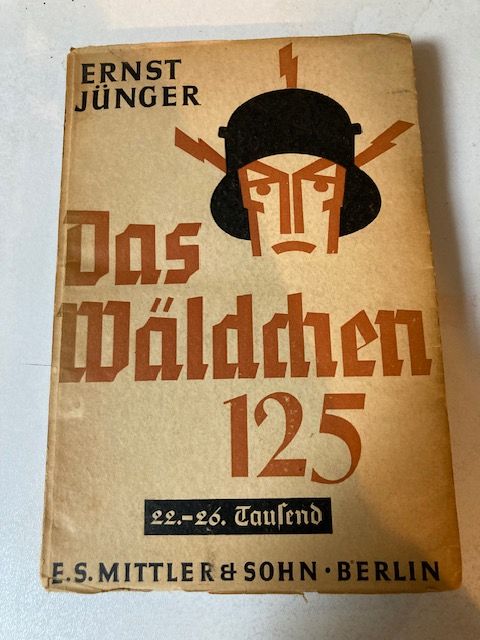 ERNST
JÜNGER
Das
Wäldchen
125
22.-26. Tausend
E.S. MITTLER & SOHN · BERLIN